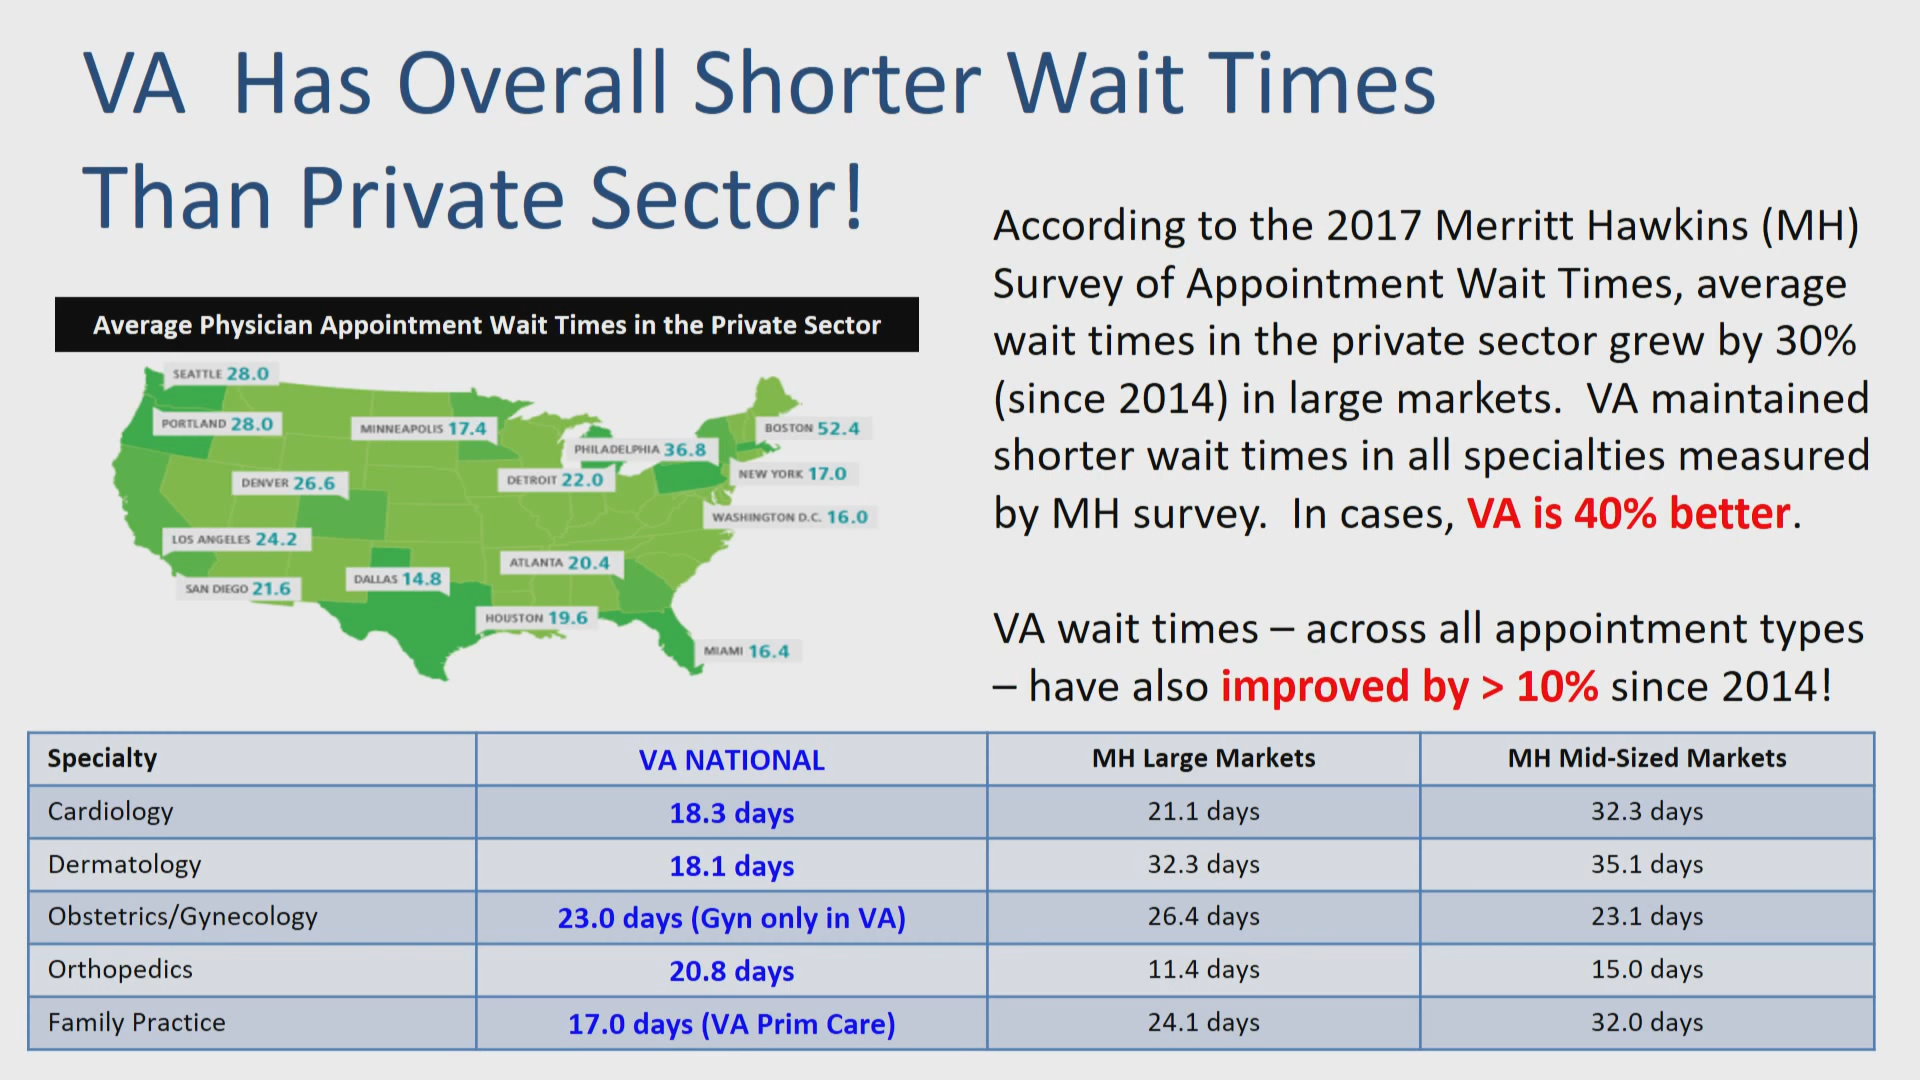 VA Has Overall Shorter Wait Times
Than Private Sector!
According to the 2017 Merritt Hawkins (MH)
Survey of Appointment Wait Times, average
wait times in the private sector grew by 30%
(since 2014) in large markets. VA maintained
shorter wait times in all specialties measured
by MH survey. In cases, VA is 40% better.
VA wait times – across all appointment types
– have also improved by > 10% since 2014!
Average Physician Appointment Wait Times in the Private Sector
SEATTLE 28.0
PORTLAND 28.0
MINNEAPOLIS 17.4
BOSTON 52.4
PHILADELPHIA 36.8
NEW YORK 17.0
DENVER 26.6
DETROIT 22.0
WASHINGTON D.C. 16.0
LOS ANGELES 24.2
ATLANTA 20.4
SAN DIEGO 21.6
DALLAS 14.8
HOUSTON 19.6
MIAMI 16.4
Specialty VA NATIONAL MH Large Markets MH Mid-Sized Markets
Cardiology 18.3 days 21.1 days 32.3 days
Dermatology 18.1 days 32.3 days 35.1 days
Obstetrics/Gynecology 23.0 days (Gyn only in VA) 26.4 days 23.1 days
Orthopedics 20.8 days 11.4 days 15.0 days
Family Practice 17.0 days (VA Prim Care) 24.1 days 32.0 days